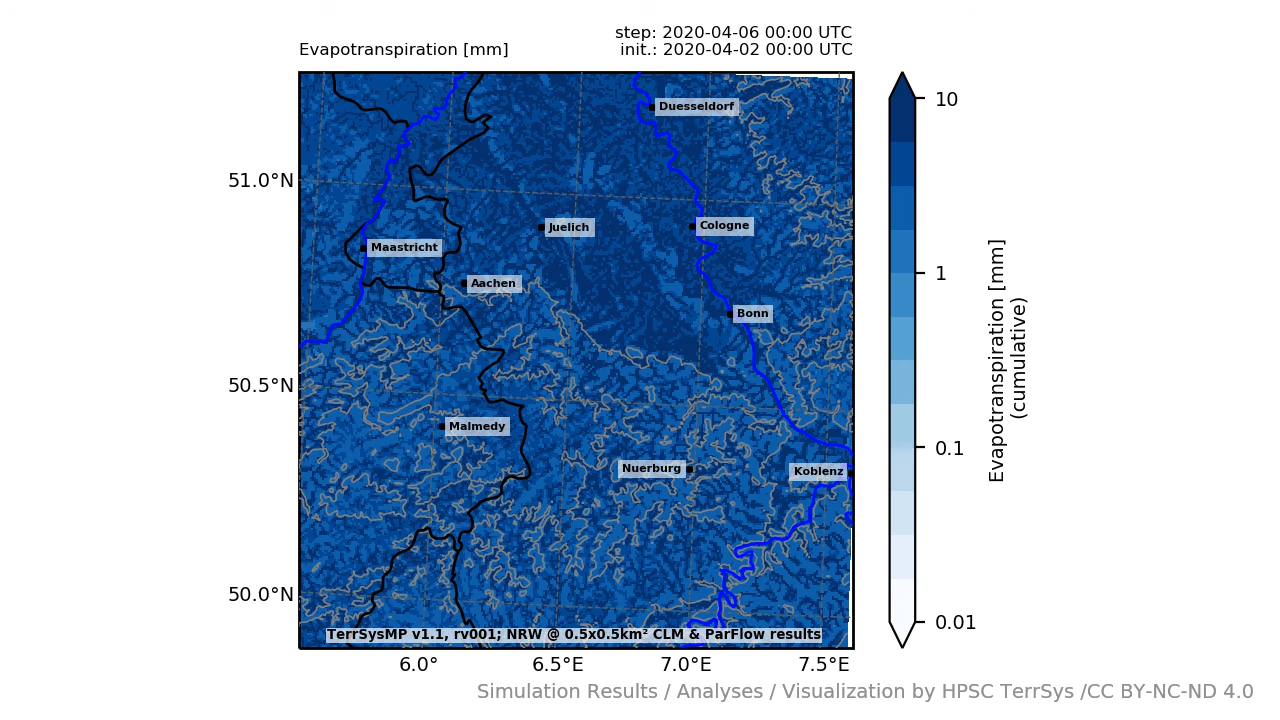 step: 2020-04-06 00:00 UTC
Evapotranspiration [mm]
init.: 2020-04-02 00:00 UTC
Duesseldorf
10
51.0°N
Juelich
Cologne
Maastricht
1
Aachen
Bonn
Evapotranspiration [mm]
(cumulative)
50.5°N
Malmedy
0.1
Nuerburg
Koblenz
50.0°N
0.01
TerrSysMP v1.1, rv001; NRW @ 0.5x0.5km² CLM & ParFlow results
6.0°
6.5°E
7.0°E
7.5°E
Simulation Results / Analyses / Visualization by HPSC TerrSys /CC BY-NC-ND 4.0